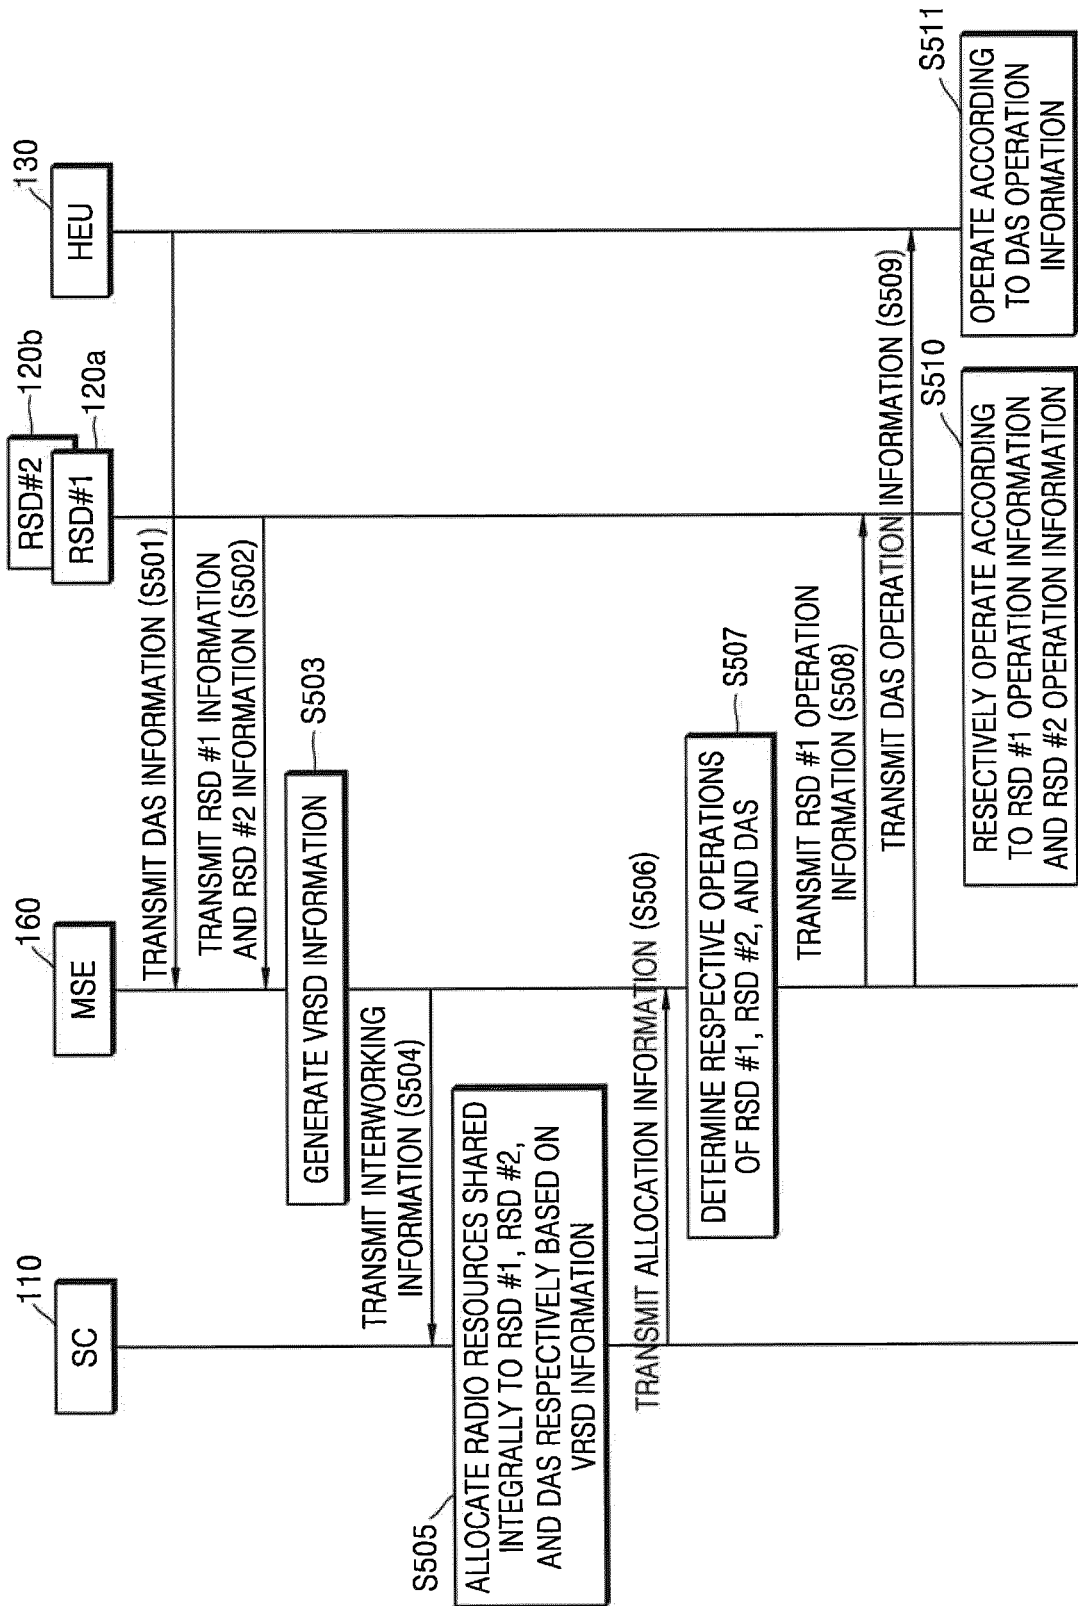 SC
110
MSE
160
RSD#2
120b
RSD#1
120a
HEU
130
TRANSMIT DAS INFORMATION (S501)
TRANSMIT RSD #1 INFORMATION
AND RSD #2 INFORMATION (S502)
GENERATE VRSD INFORMATION
S503
TRANSMIT INTERWORKING
INFORMATION (S504)
S505
ALLOCATE RADIO RESOURCES SHARED
INTEGRALLY TO RSD #1, RSD #2,
AND DAS RESPECTIVELY BASED ON
VRSD INFORMATION
TRANSMIT ALLOCATION INFORMATION (S506)
DETERMINE RESPECTIVE OPERATIONS
OF RSD #1, RSD #2, AND DAS
S507
TRANSMIT RSD #1 OPERATION
INFORMATION (S508)
TRANSMIT DAS OPERATION INFORMATION (S509)
RESECTIVELY OPERATE ACCORDING
TO RSD #1 OPERATION INFORMATION
AND RSD #2 OPERATION INFORMATION
S510
OPERATE ACCORDING
TO DAS OPERATION
INFORMATION
S511